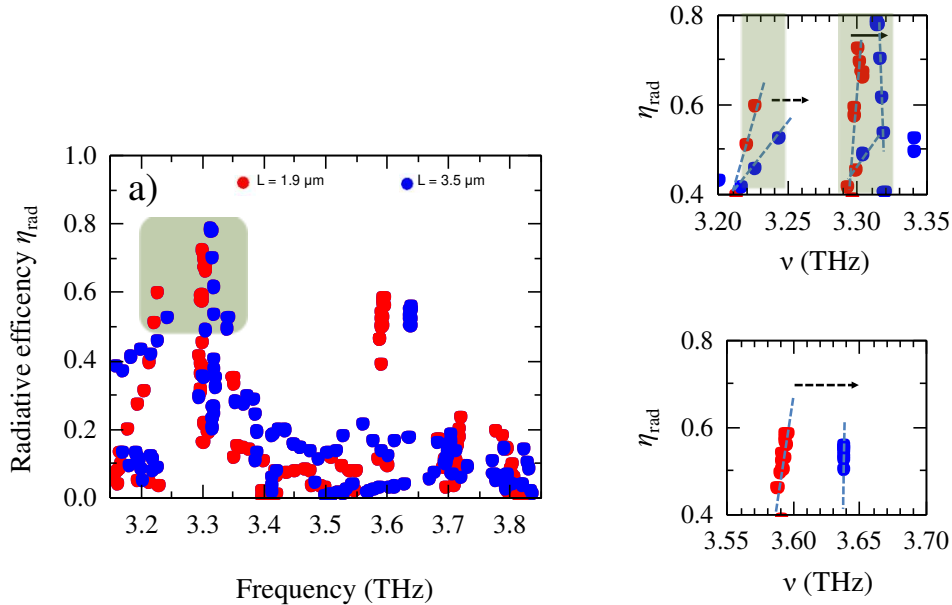 a)
L = 1.9 μm
L = 3.5 μm
Radiative efficency ηrad
1.0
0.8
0.6
0.4
0.2
0.0
3.2 3.3 3.4 3.5 3.6 3.7 3.8
Frequency (THz)
ηrad
0.8
0.6
0.4
3.20 3.25 3.30 3.35
ν (THz)
ηrad
0.8
0.6
0.4
3.55 3.60 3.65 3.70
ν (THz)